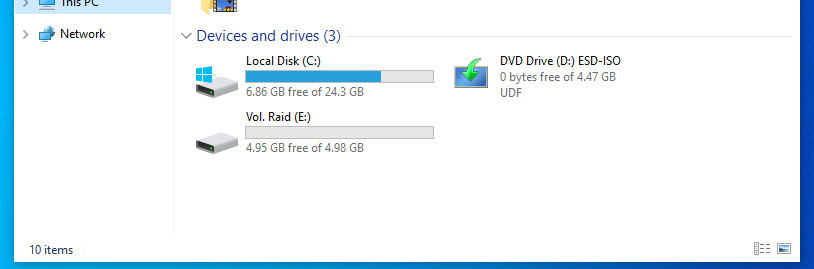 This PC
Network
Devices and drives (3)
Local Disk (C:)
6.86 GB free of 24.3 GB
DVD Drive (D:) ESD-ISO
0 bytes free of 4.47 GB
UDF
Vol. Raid (E:)
4.95 GB free of 4.98 GB
10 items